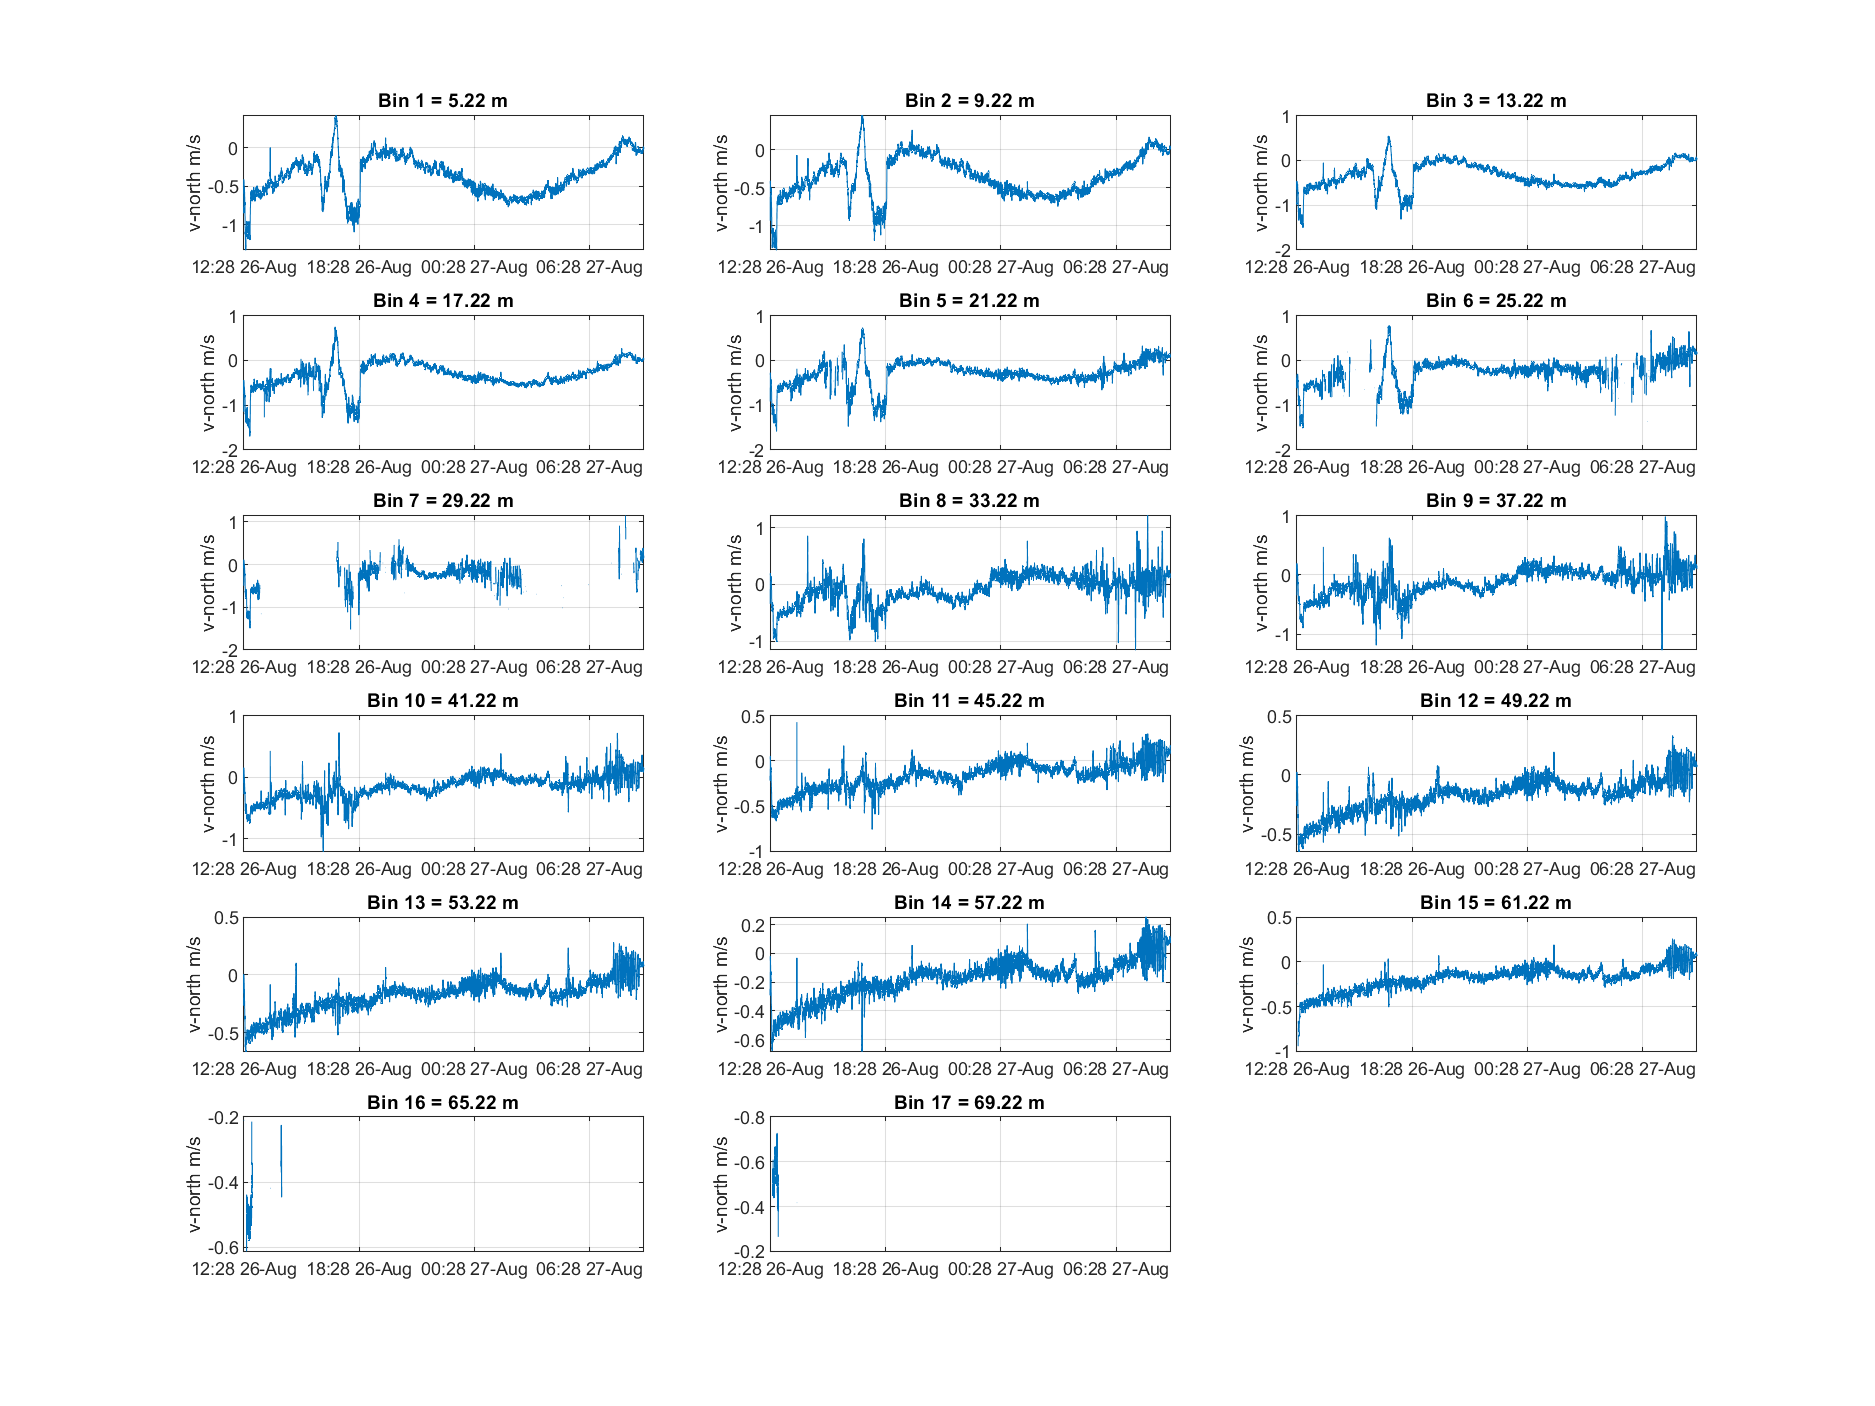 Bin 1 = 5.22 m
v-north m/s
0
-0.5
-1
12:28 26-Aug 18:28 26-Aug 00:28 27-Aug 06:28 27-Aug
Bin 2 = 9.22 m
v-north m/s
0
-0.5
-1
12:28 26-Aug 18:28 26-Aug 00:28 27-Aug 06:28 27-Aug
Bin 3 = 13.22 m
v-north m/s
1
0
-1
-2
12:28 26-Aug 18:28 26-Aug 00:28 27-Aug 06:28 27-Aug
Bin 4 = 17.22 m
v-north m/s
1
0
-1
-2
12:28 26-Aug 18:28 26-Aug 00:28 27-Aug 06:28 27-Aug
Bin 5 = 21.22 m
v-north m/s
1
0
-1
-2
12:28 26-Aug 18:28 26-Aug 00:28 27-Aug 06:28 27-Aug
Bin 6 = 25.22 m
v-north m/s
1
0
-1
-2
12:28 26-Aug 18:28 26-Aug 00:28 27-Aug 06:28 27-Aug
Bin 7 = 29.22 m
v-north m/s
1
0
-1
-2
12:28 26-Aug 18:28 26-Aug 00:28 27-Aug 06:28 27-Aug
Bin 8 = 33.22 m
v-north m/s
1
0
-1
12:28 26-Aug 18:28 26-Aug 00:28 27-Aug 06:28 27-Aug
Bin 9 = 37.22 m
v-north m/s
1
0
-1
12:28 26-Aug 18:28 26-Aug 00:28 27-Aug 06:28 27-Aug
Bin 10 = 41.22 m
v-north m/s
1
0
-1
12:28 26-Aug 18:28 26-Aug 00:28 27-Aug 06:28 27-Aug
Bin 11 = 45.22 m
v-north m/s
0.5
0
-0.5
-1
12:28 26-Aug 18:28 26-Aug 00:28 27-Aug 06:28 27-Aug
Bin 12 = 49.22 m
v-north m/s
0.5
0
-0.5
12:28 26-Aug 18:28 26-Aug 00:28 27-Aug 06:28 27-Aug
Bin 13 = 53.22 m
v-north m/s
0.5
0
-0.5
12:28 26-Aug 18:28 26-Aug 00:28 27-Aug 06:28 27-Aug
Bin 14 = 57.22 m
v-north m/s
0.2
0
-0.2
-0.4
-0.6
12:28 26-Aug 18:28 26-Aug 00:28 27-Aug 06:28 27-Aug
Bin 15 = 61.22 m
v-north m/s
0.5
0
-0.5
-1
12:28 26-Aug 18:28 26-Aug 00:28 27-Aug 06:28 27-Aug
Bin 16 = 65.22 m
v-north m/s
-0.2
-0.4
-0.6
12:28 26-Aug 18:28 26-Aug 00:28 27-Aug 06:28 27-Aug
Bin 17 = 69.22 m
v-north m/s
-0.8
-0.6
-0.4
-0.2
12:28 26-Aug 18:28 26-Aug 00:28 27-Aug 06:28 27-Aug